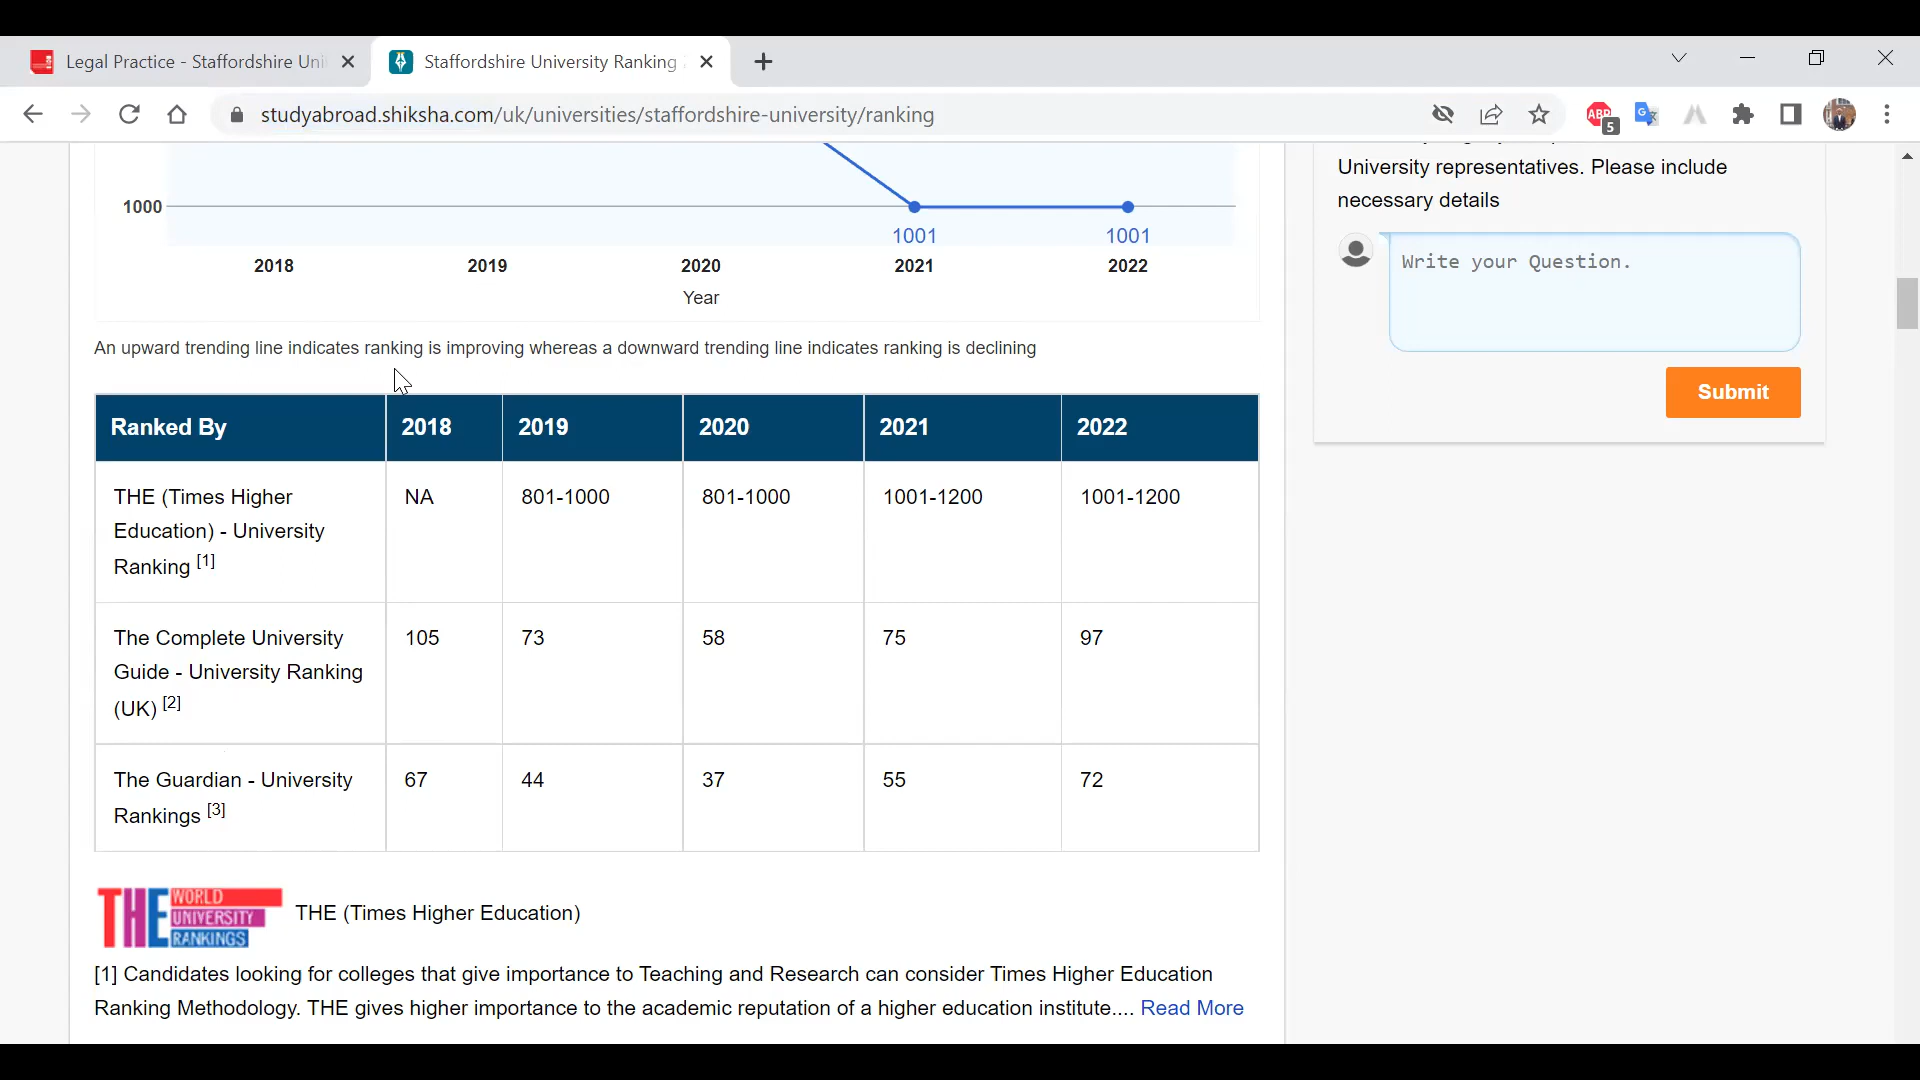 Legal Practice - Staffordshire Uni
Staffordshire University Ranking
studyabroad.shiksha.com/uk/universities/staffordshire-university/ranking
ABP
5
1000
1001
1001
2018
2019
2020
2021
2022
Year
An upward trending line indicates ranking is improving whereas a downward trending line indicates ranking is declining
Ranked By 2018 2019 2020 2021 2022
THE (Times Higher Education) - University Ranking [1] NA 801-1000 801-1000 1001-1200 1001-1200
The Complete University Guide - University Ranking (UK) [2] 105 73 58 75 97
The Guardian - University Rankings [3] 67 44 37 55 72
THE WORLD UNIVERSITY RANKINGS
THE (Times Higher Education)
[1] Candidates looking for colleges that give importance to Teaching and Research can consider Times Higher Education
Ranking Methodology. THE gives higher importance to the academic reputation of a higher education institute.... Read More
University representatives. Please include
necessary details
Write your Question.
Submit